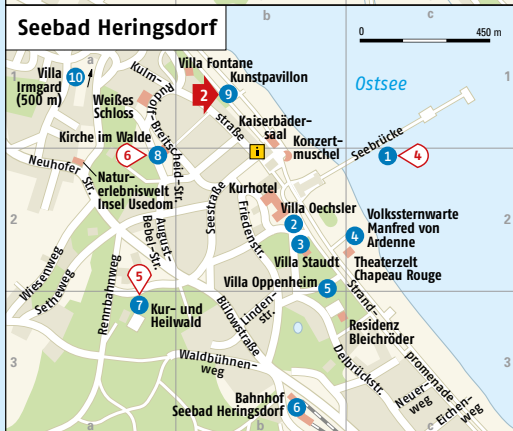 Seebad Heringsdorf
a
b
c
0
450 m
1
1
Villa
Irmgard
(500 m)
10
Villa Fontane
Kunstpavillon
2
9
Ostsee
Kulm-
straße
Rudolf-Breitscheid-Str.
Weißes
Schloss
Kaiserbäder-
saal
Konzert-
muschel
Kirche im Walde
6
8
i
Seebrücke
1
4
Neuhofer Str.
Natur-
erlebniswelt
Insel Usedom
Kurhotel
Seestraße
Friedenstr.
August-
Bebel-Str.
Villa Oechsler
2
3
Villa Staudt
4
Volkssternwarte
Manfred von
Ardenne
Theaterzelt
Chapeau Rouge
2
2
Wiesenweg
Setheweg
Rennbahnweg
5
7
Kur- und
Heilwald
Villa Oppenheim
5
Bülowstraße
Linden-
str.
Strand-
promenade
Residenz
Bleichröder
Delbrückstr.
3
3
Waldbühnen-
weg
Bahnhof
Seebad Heringsdorf
6
Neuer-
weg
Eichen-
weg
a
b
c